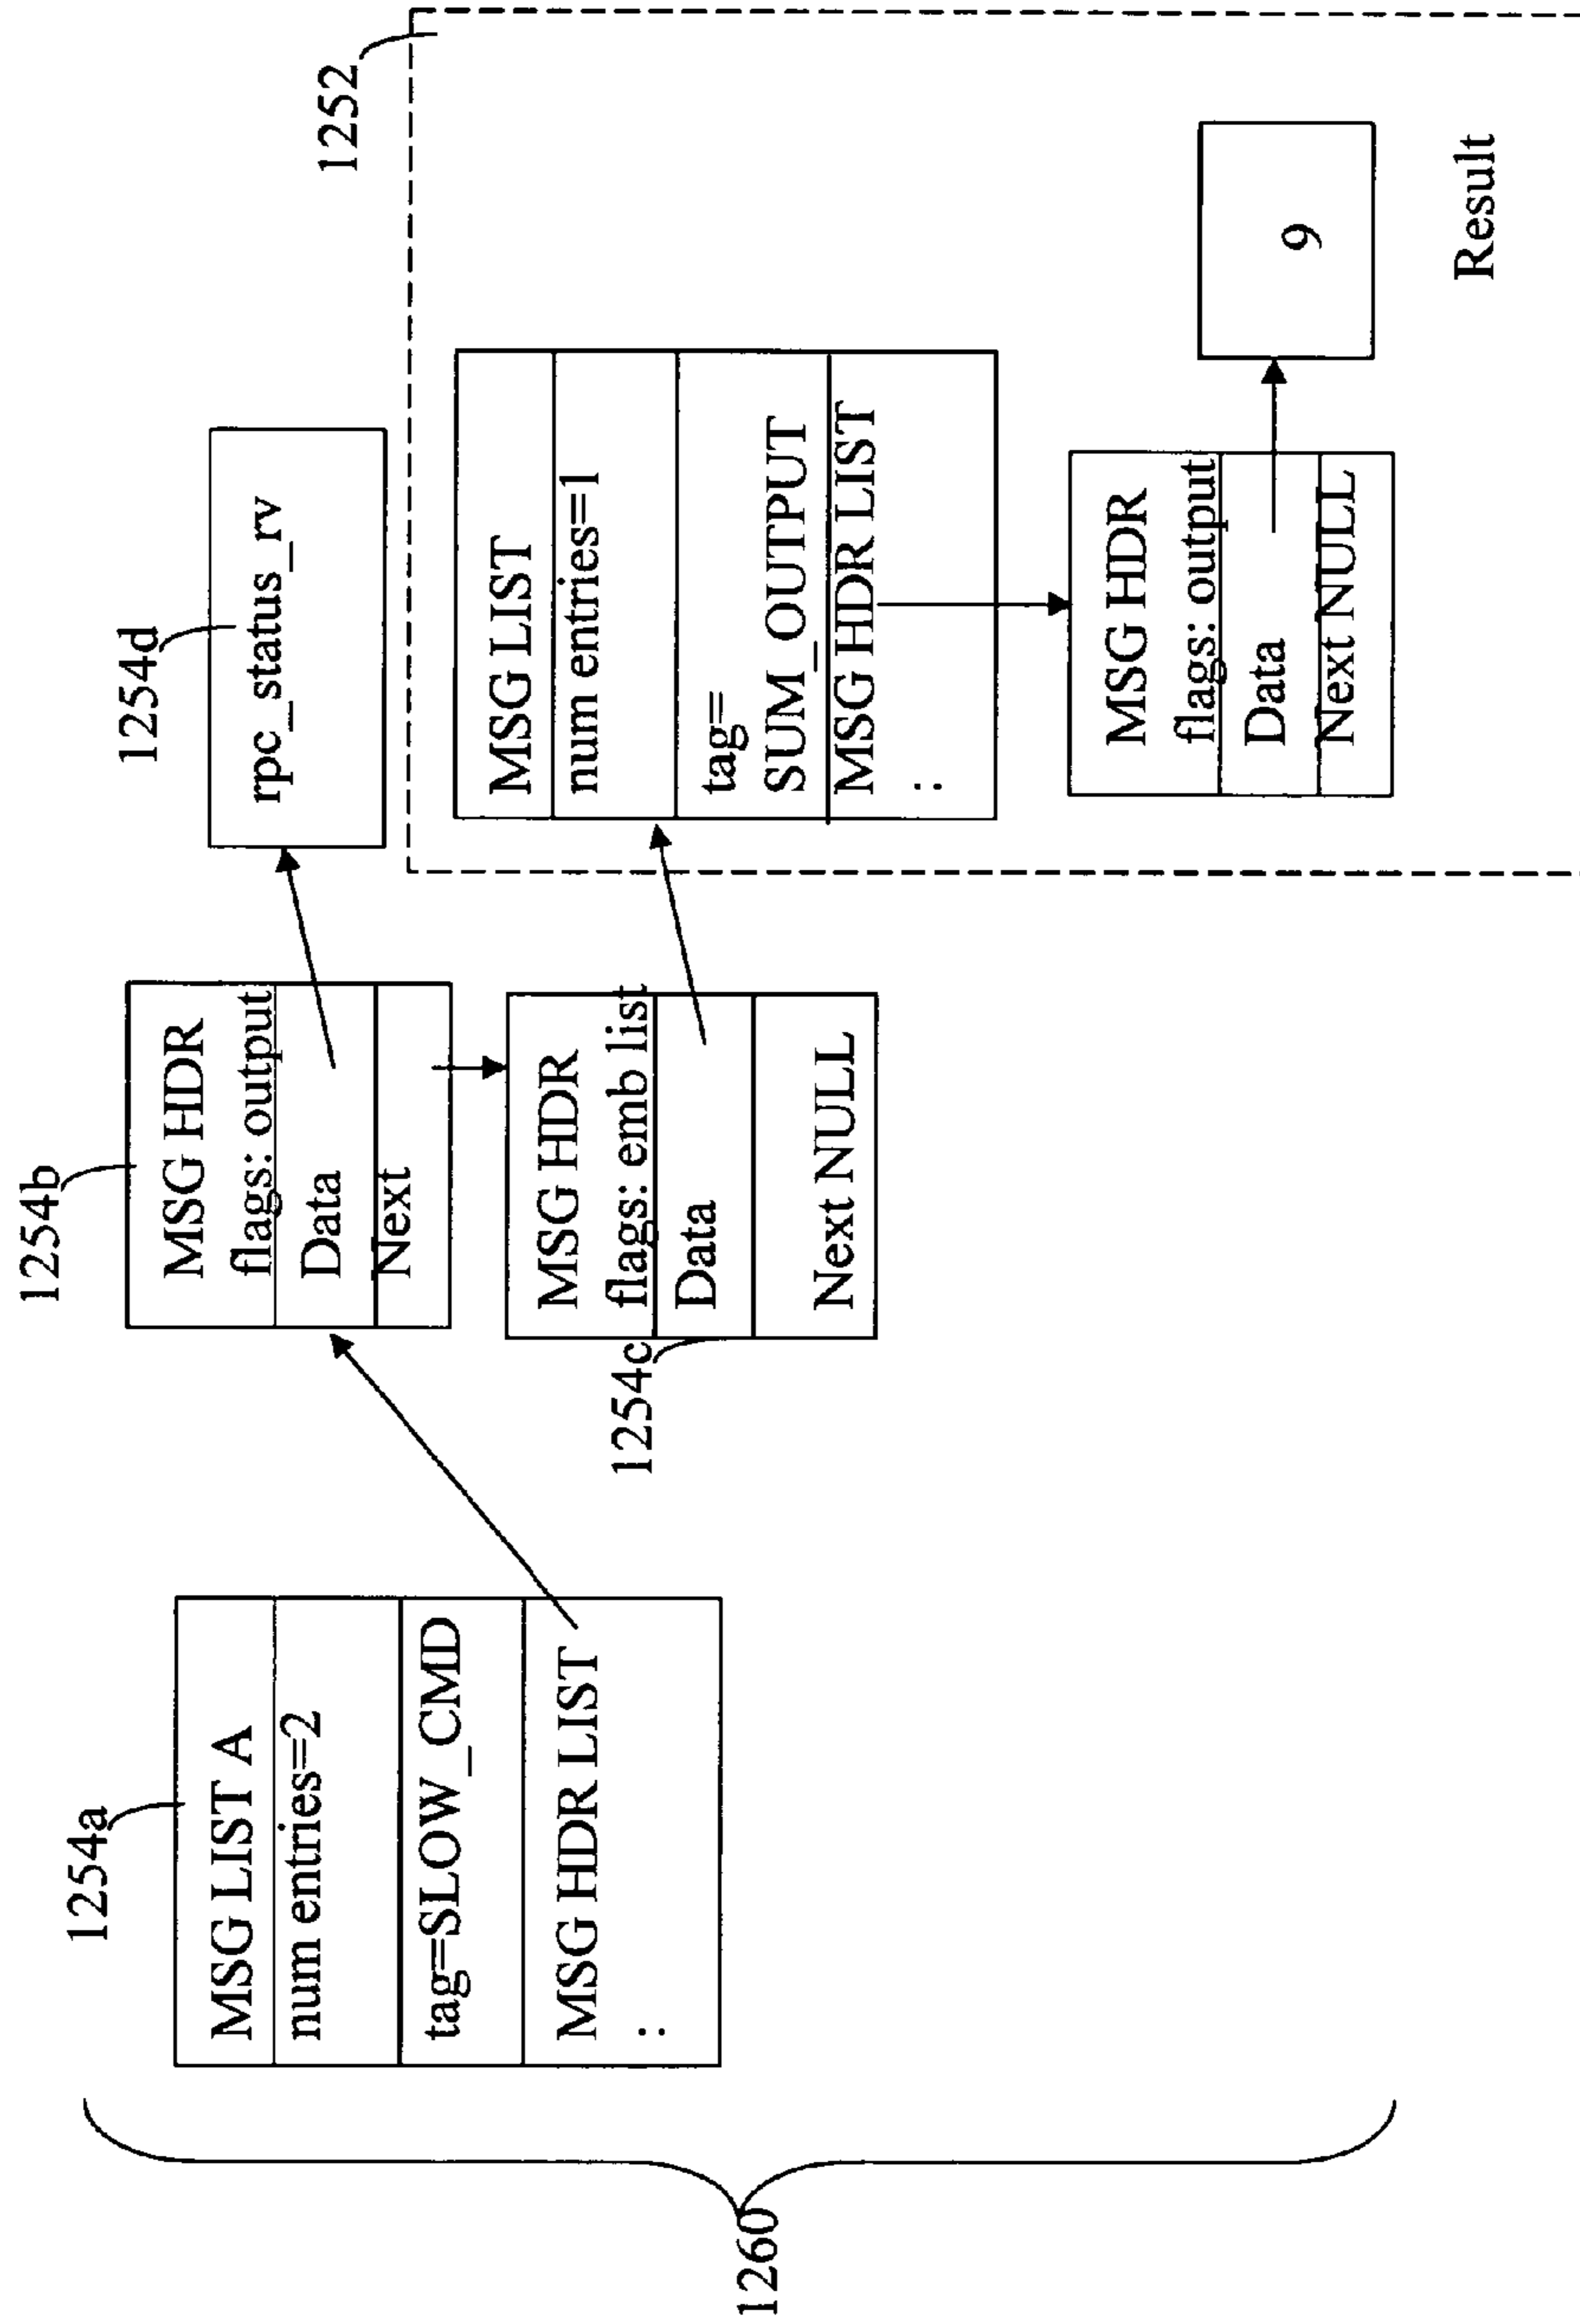 1254a
MSG LIST A
num entries=2
tag=SLOW_CMD
MSG HDR LIST
:
1254b
MSG HDR
flags: output
Data
Next
1254c
MSG HDR
flags: emb list
Data
Next NULL
1254d
rpc_status_rv
1252
MSG LIST
num entries=1
tag=
SUM_OUTPUT
MSG HDR LIST
:
MSG HDR
flags: output
Data
Next NULL
9
Result
1260